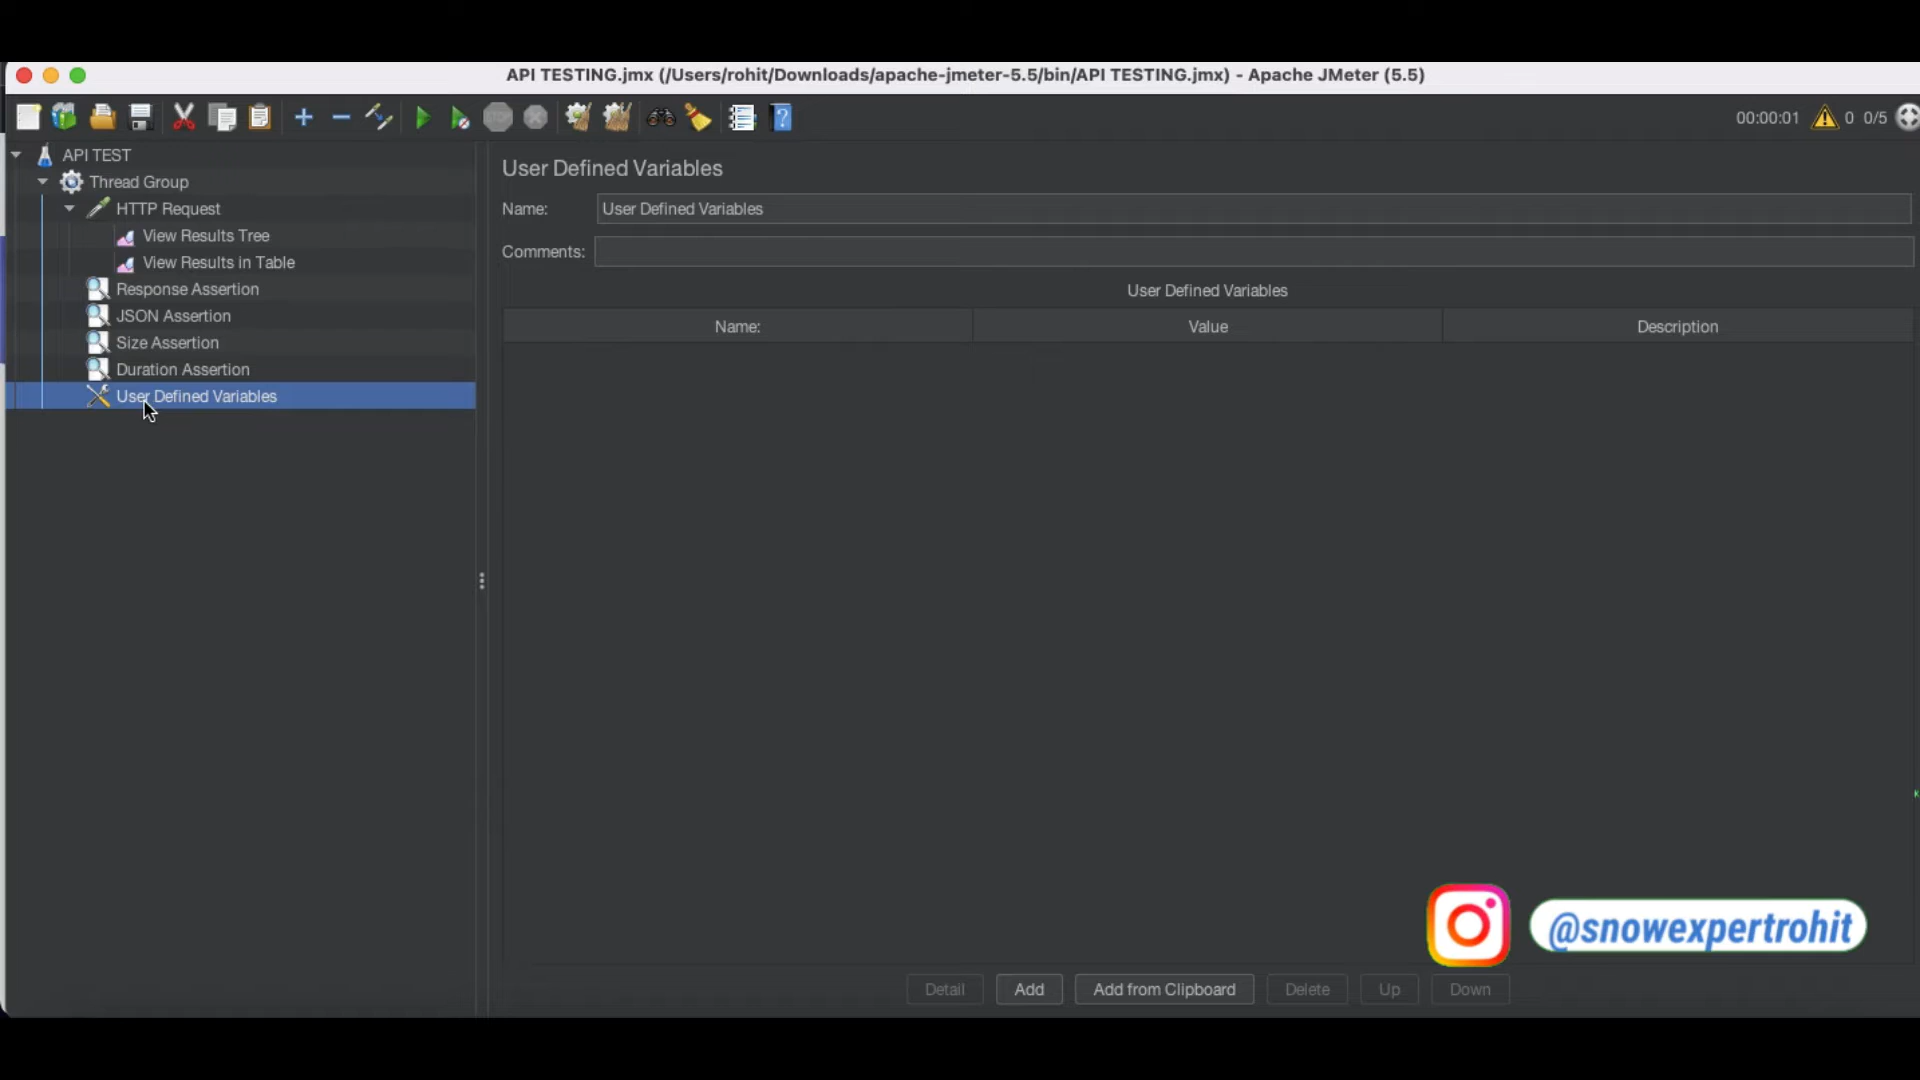 API TESTING.jmx (/Users/rohit/Downloads/apache-jmeter-5.5/bin/API TESTING.jmx) - Apache JMeter (5.5)
00:00:01 0 0/5
API TEST
Thread Group
HTTP Request
View Results Tree
View Results in Table
Response Assertion
JSON Assertion
Size Assertion
Duration Assertion
User Defined Variables
User Defined Variables
Name: User Defined Variables
Comments:
User Defined Variables
Name: Value Description
@snowexpertrohit
Detail Add Add from Clipboard Delete Up Down